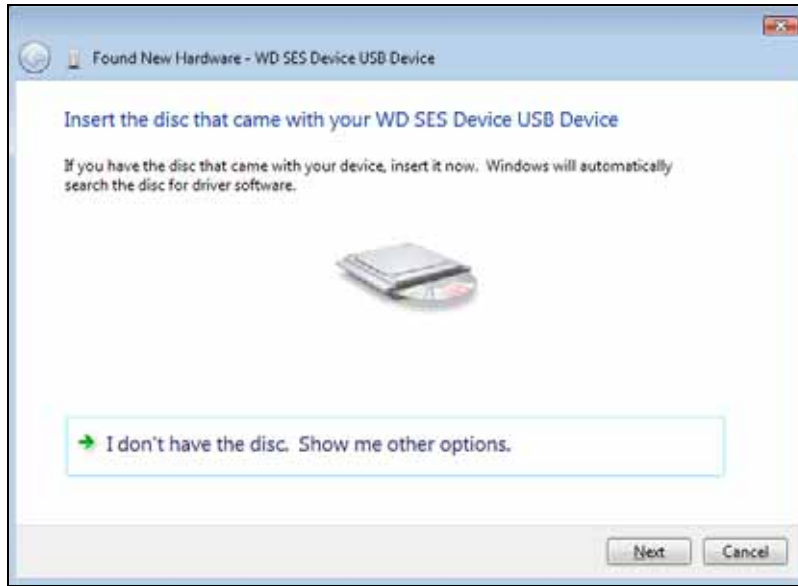 Found New Hardware - WD SES Device USB Device
Insert the disc that came with your WD SES Device USB Device
If you have the disc that came with your device, insert it now.  Windows will automatically
search the disc for driver software.
I don't have the disc.  Show me other options.
Next
Cancel